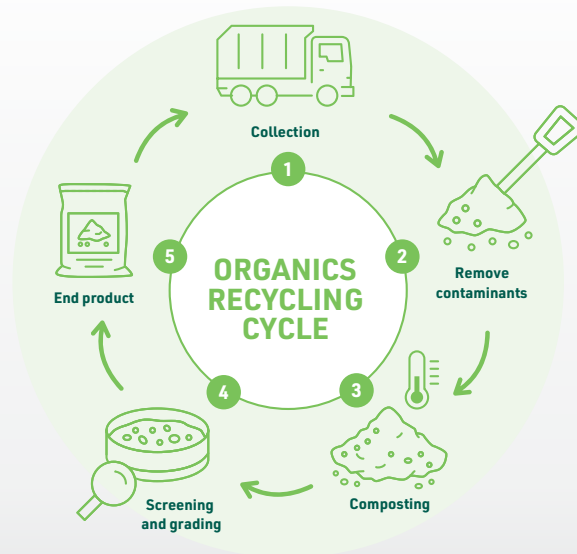 Collection
1
2
Remove
contaminants
3
Composting
4
Screening
and grading
5
End product
ORGANICS
RECYCLING
CYCLE